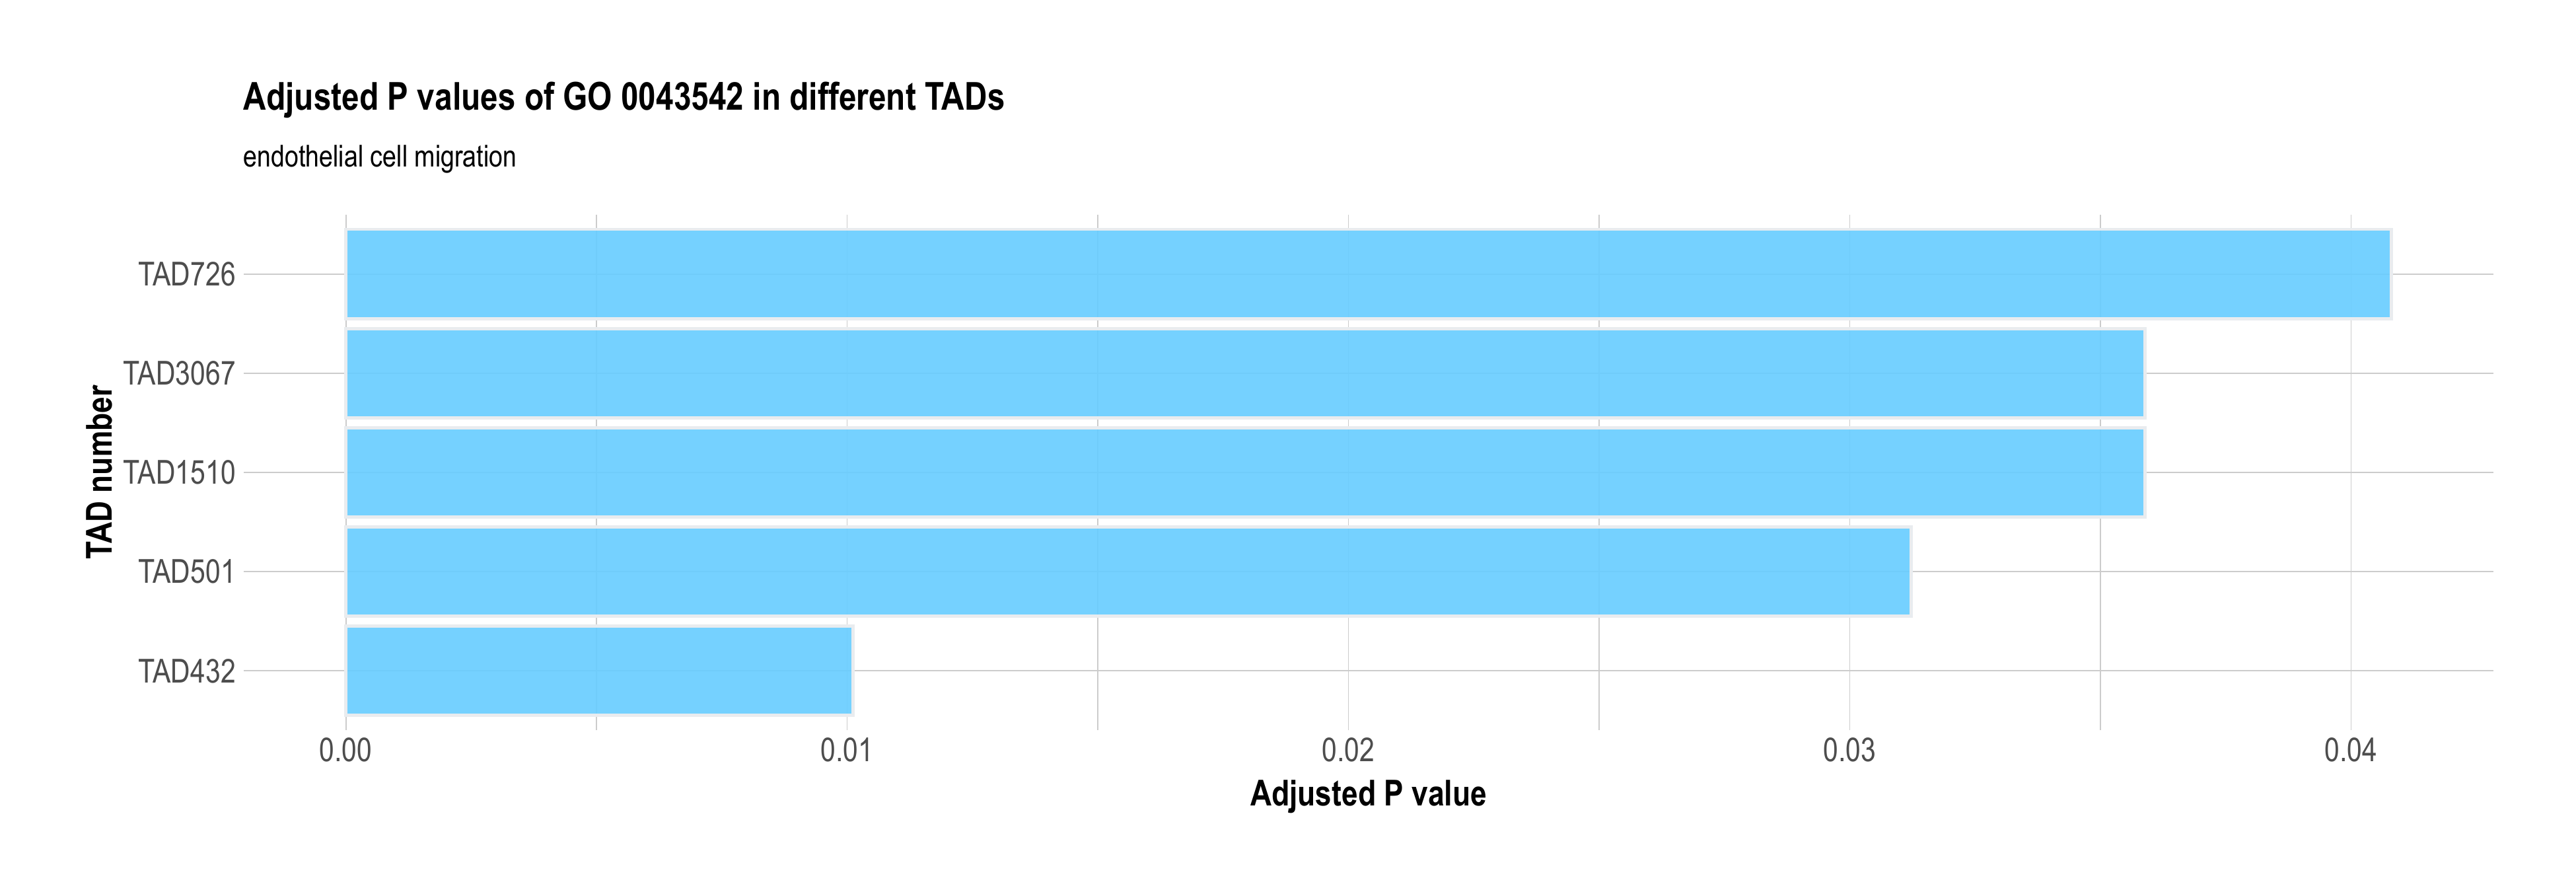 Adjusted P values of GO 0043542 in different TADs
endothelial cell migration
TAD number
TAD726
TAD3067
TAD1510
TAD501
TAD432
0.00 0.01 0.02 0.03 0.04
Adjusted P value